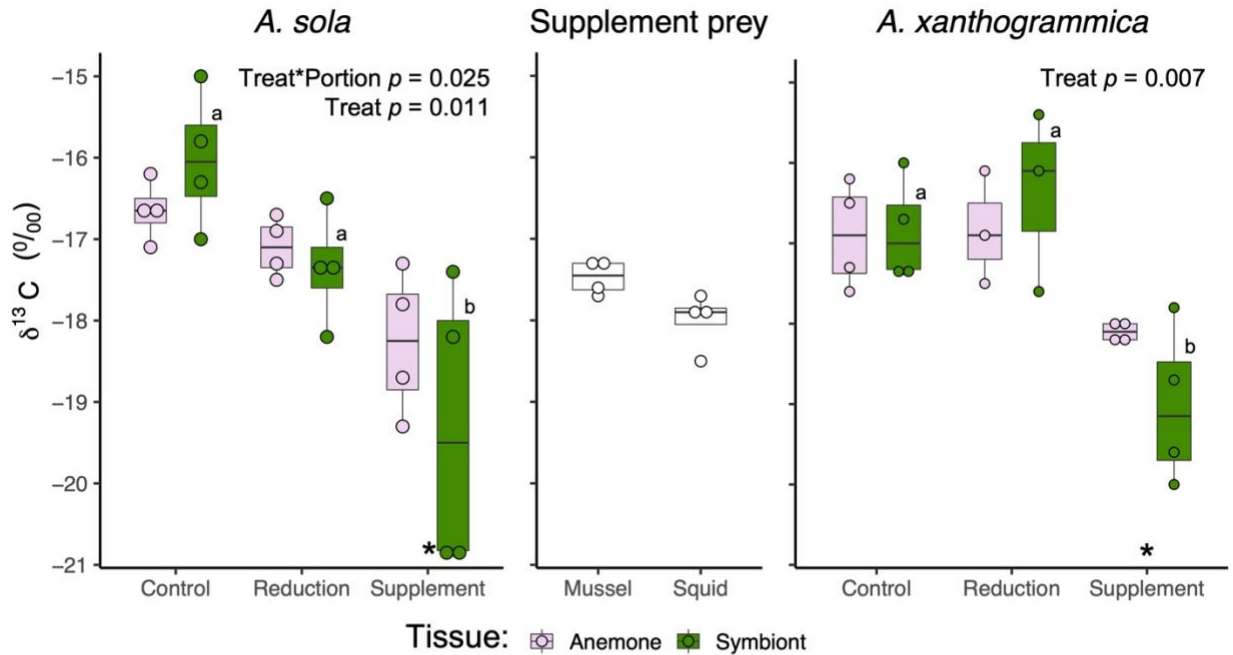 A. sola
Supplement prey
A. xanthogrammica
Treat*Portion p = 0.025
Treat p = 0.011
Treat p = 0.007
δ¹³ C (⁰/₀₀)
−15
−16
−17
−18
−19
−20
−21
a
a
b
*
a
a
b
*
Control Reduction Supplement
Mussel Squid
Control Reduction Supplement
Tissue: Anemone Symbiont